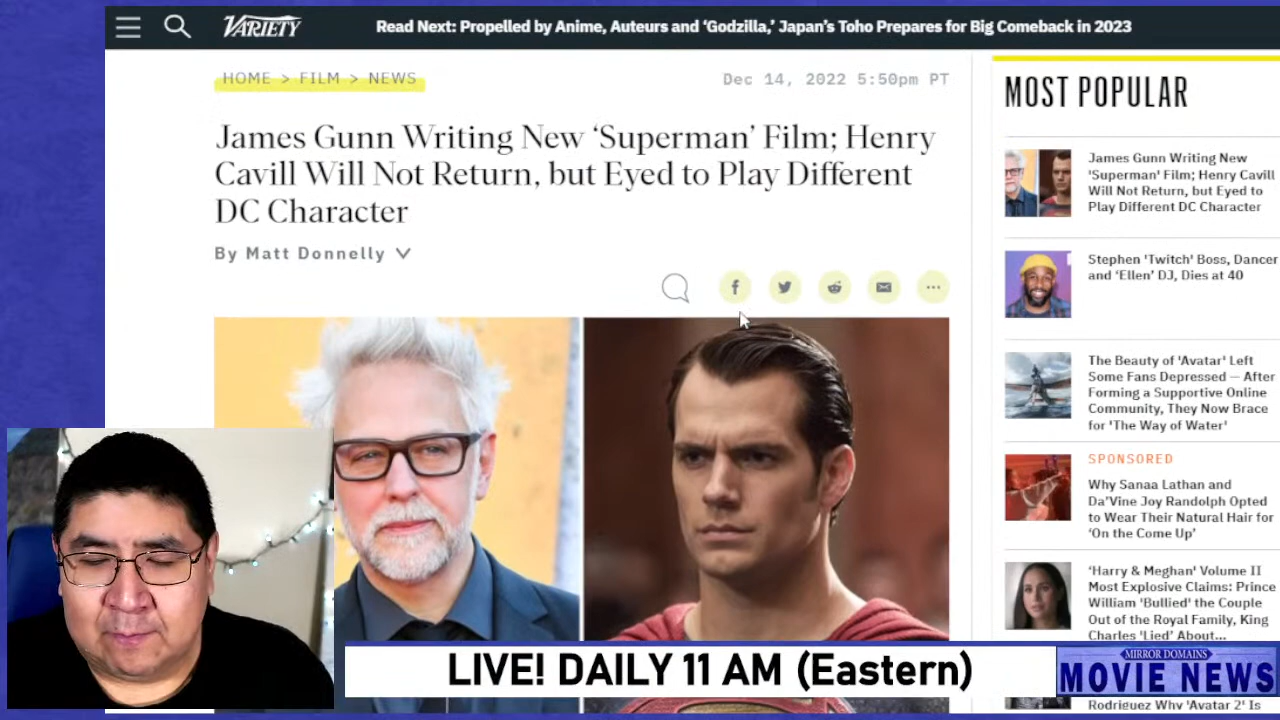 VARIETY
Read Next: Propelled by Anime, Auteurs and ‘Godzilla,’ Japan’s Toho Prepares for Big Comeback in 2023
HOME > FILM > NEWS
Dec 14, 2022 5:50pm PT
James Gunn Writing New ‘Superman’ Film; Henry
Cavill Will Not Return, but Eyed to Play Different
DC Character
By Matt Donnelly
MOST POPULAR
James Gunn Writing New
'Superman' Film; Henry Cavill
Will Not Return, but Eyed to
Play Different DC Character
Stephen 'Twitch' Boss, Dancer
and ‘Ellen’ DJ, Dies at 40
The Beauty of 'Avatar' Left
Some Fans Depressed — After
Forming a Supportive Online
Community, They Now Brace
for 'The Way of Water'
SPONSORED
Why Sanaa Lathan and
Da’Vine Joy Randolph Opted
to Wear Their Natural Hair for
‘On the Come Up’
‘Harry & Meghan' Volume II
Most Explosive Claims: Prince
William 'Bullied' the Couple
Out of the Royal Family, King
Charles 'Lied' About...
LIVE! DAILY 11 AM (Eastern)
MIRROR DOMAINS
MOVIE NEWS
Rodriguez Why 'Avatar 2' Is